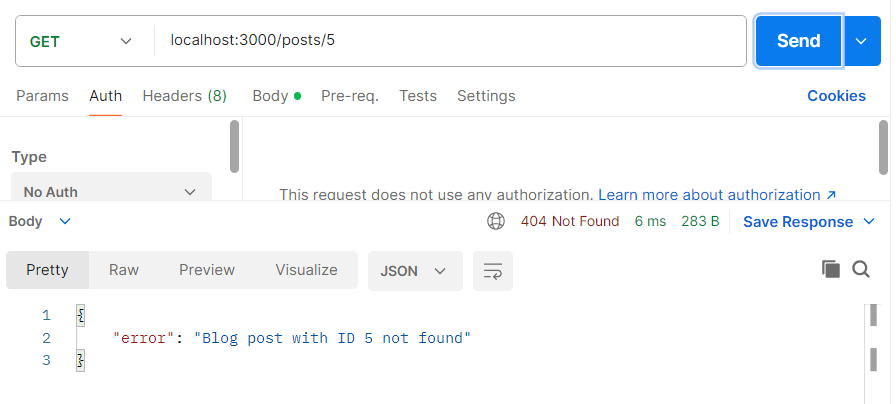 GET localhost:3000/posts/5 Send
Params Auth Headers (8) Body Pre-req. Tests Settings Cookies
Type
No Auth
This request does not use any authorization. Learn more about authorization ↗
Body 404 Not Found 6 ms 283 B Save Response
Pretty Raw Preview Visualize JSON
1 {
2 "error": "Blog post with ID 5 not found"
3 }